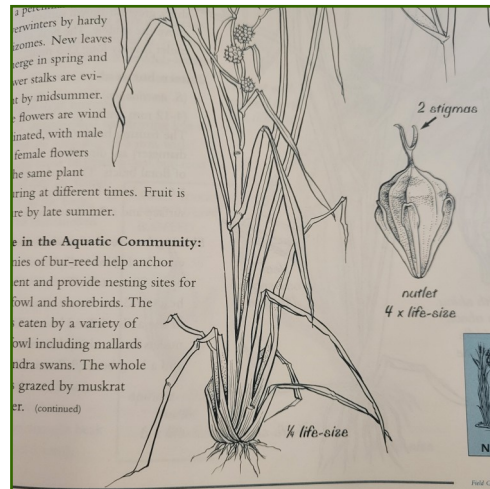 a perennial
erwinters by hardy
izomes. New leaves
erge in spring and
wer stalks are evi-
t by midsummer.
flowers are wind
inated, with male
female flowers
he same plant
uring at different times. Fruit is
re by late summer.
e in the Aquatic Community:
nies of bur-reed help anchor
ent and provide nesting sites for
fowl and shorebirds. The
s eaten by a variety of
owl including mallards
ndra swans. The whole
s grazed by muskrat
er. (continued)
2 stigmas
nutlet
4 x life-size
¼ life-size
N
Field